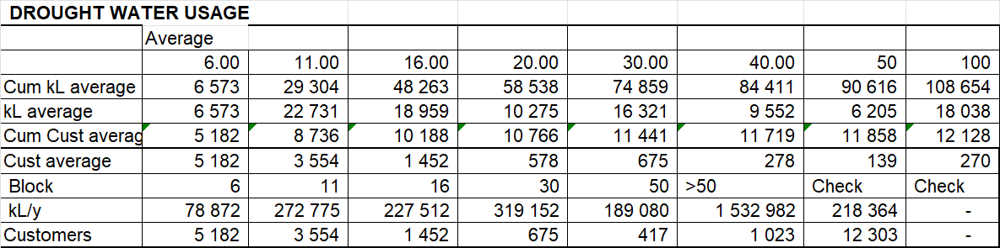 DROUGHT WATER USAGE
Average
6.00 11.00 16.00 20.00 30.00 40.00 50 100
Cum kL average 6 573 29 304 48 263 58 538 74 859 84 411 90 616 108 654
kL average 6 573 22 731 18 959 10 275 16 321 9 552 6 205 18 038
Cum Cust averag 5 182 8 736 10 188 10 766 11 441 11 719 11 858 12 128
Cust average 5 182 3 554 1 452 578 675 278 139 270
Block 6 11 16 30 50 >50 Check Check
kL/y 78 872 272 775 227 512 319 152 189 080 1 532 982 218 364 -
Customers 5 182 3 554 1 452 675 417 1 023 12 303 -